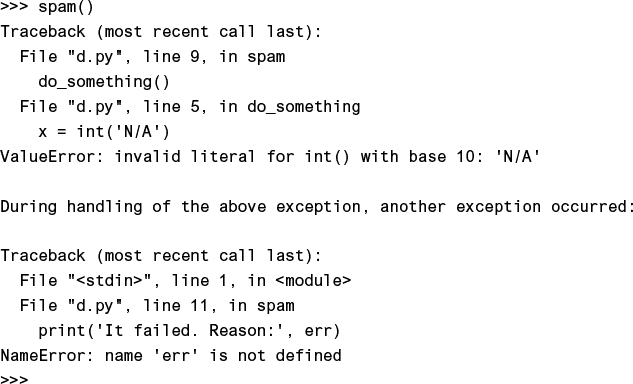 >>> spam()
Traceback (most recent call last):
  File "d.py", line 9, in spam
    do_something()
  File "d.py", line 5, in do_something
    x = int('N/A')
ValueError: invalid literal for int() with base 10: 'N/A'

During handling of the above exception, another exception occurred:

Traceback (most recent call last):
  File "<stdin>", line 1, in <module>
  File "d.py", line 11, in spam
    print('It failed. Reason:', err)
NameError: name 'err' is not defined
>>>